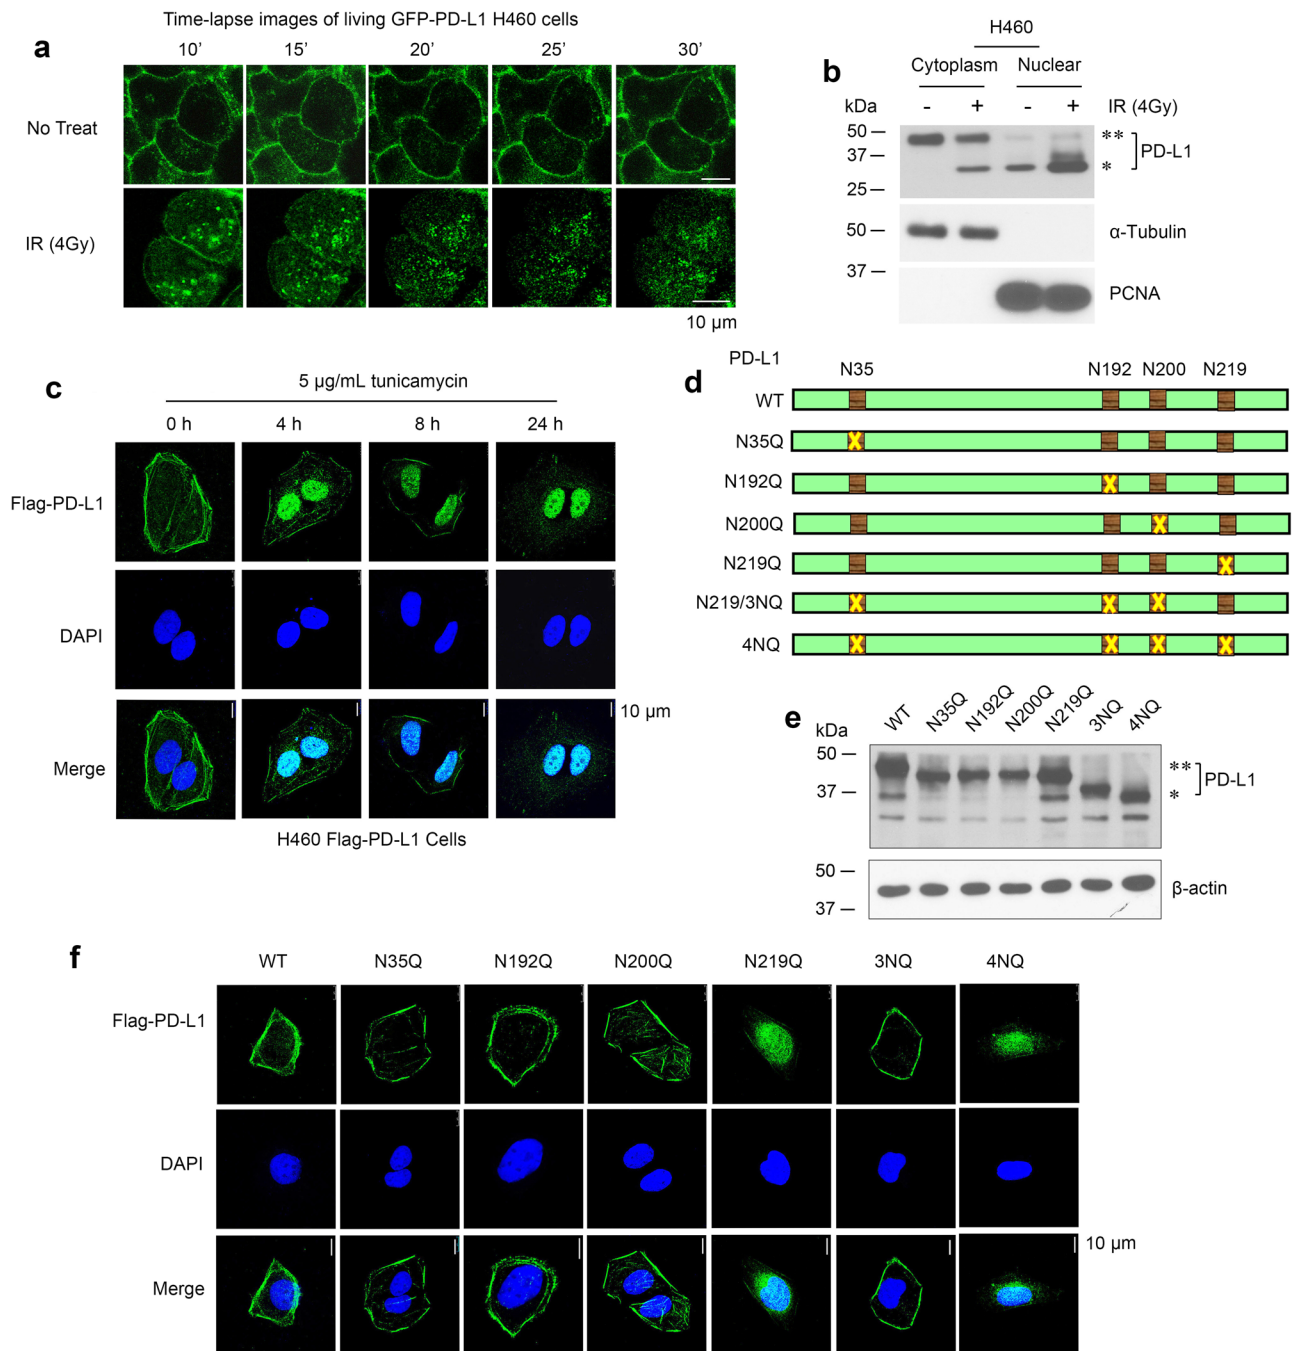 a
Time-lapse images of living GFP-PD-L1 H460 cells
10’ 15’ 20’ 25’ 30’
No Treat
IR (4Gy)
10 µm
b
H460
Cytoplasm Nuclear
kDa - + - + IR (4Gy)
50 **
37 PD-L1
25 *
50 α-Tubulin
37
PCNA
c
5 µg/mL tunicamycin
0 h 4 h 8 h 24 h
Flag-PD-L1
DAPI
Merge
10 µm
H460 Flag-PD-L1 Cells
d
PD-L1 N35 N192 N200 N219
WT
N35Q
N192Q
N200Q
N219Q
N219/3NQ
4NQ
e
kDa WT N35Q N192Q N200Q N219Q 3NQ 4NQ
50 **
37 PD-L1
*
50
β-actin
37
f
WT N35Q N192Q N200Q N219Q 3NQ 4NQ
Flag-PD-L1
DAPI
Merge
10 µm